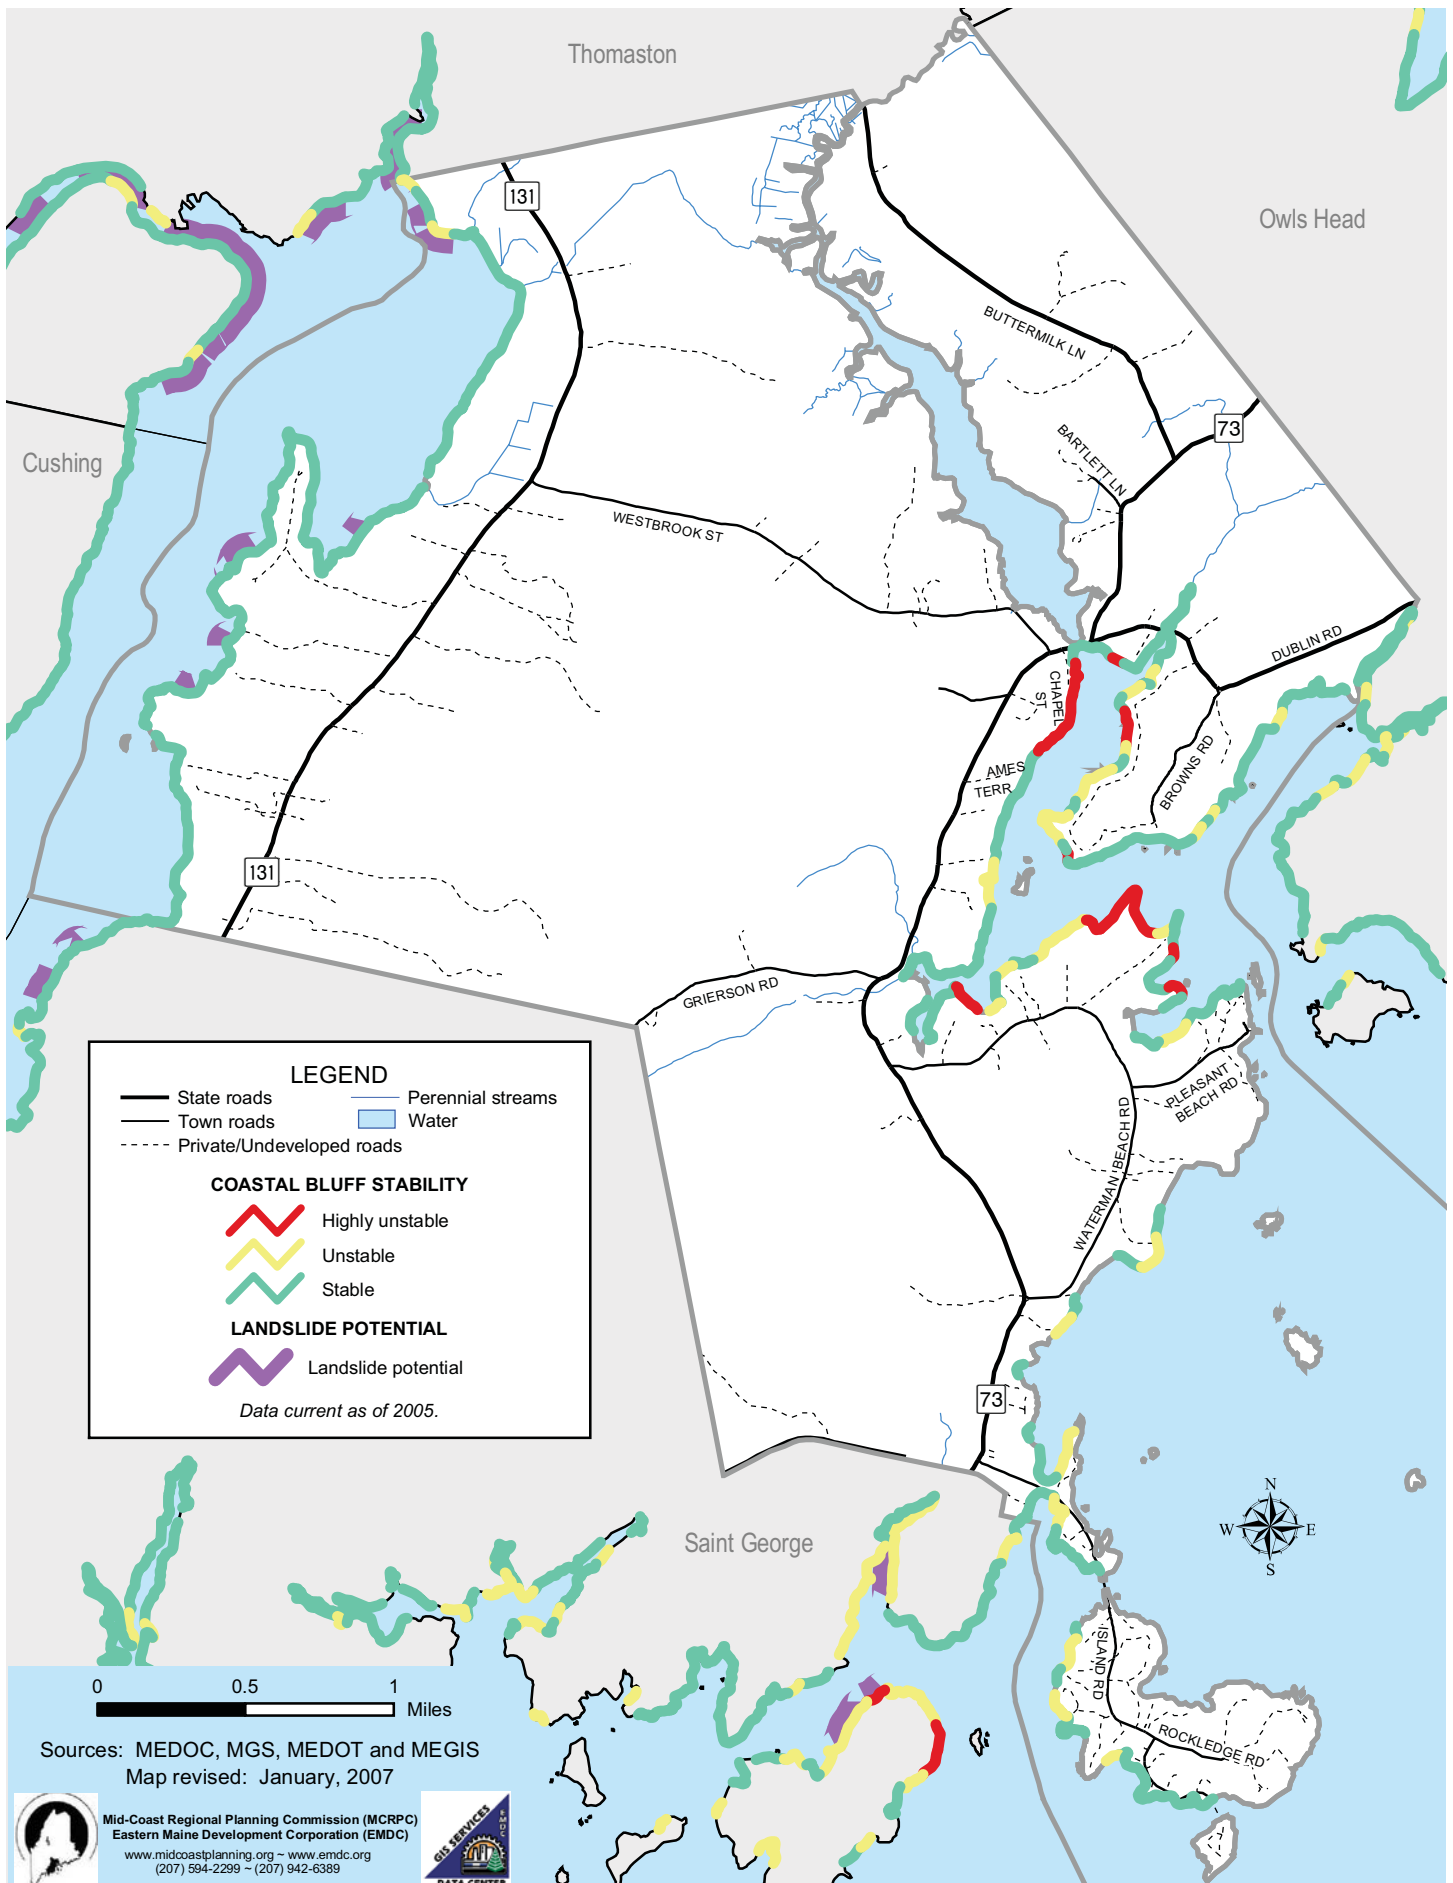 Thomaston
Owls Head
131
BUTTERMILK LN
73
Cushing
BARTLETT LN
WESTBROOK ST
DUBLIN RD
CHAPEL
ST
BROWNS RD
AMES
TERR
131
GRIERSON RD
PLEASANT
BEACH RD
WATERMAN BEACH RD
LEGEND
State roads
Perennial streams
Town roads
Water
Private/Undeveloped roads
COASTAL BLUFF STABILITY
Highly unstable
Unstable
Stable
LANDSLIDE POTENTIAL
Landslide potential
Data current as of 2005.
73
N
W
E
S
Saint George
ISLAND RD
ROCKLEDGE RD
0 0.5 1
Miles
Sources: MEDOC, MGS, MEDOT and MEGIS
Map revised: January, 2007
Mid-Coast Regional Planning Commission (MCRPC)
Eastern Maine Development Corporation (EMDC)
www.midcoastplanning.org ~ www.emdc.org
(207) 594-2299 ~ (207) 942-6389
GIS SERVICES
EMDC
DATA CENTER